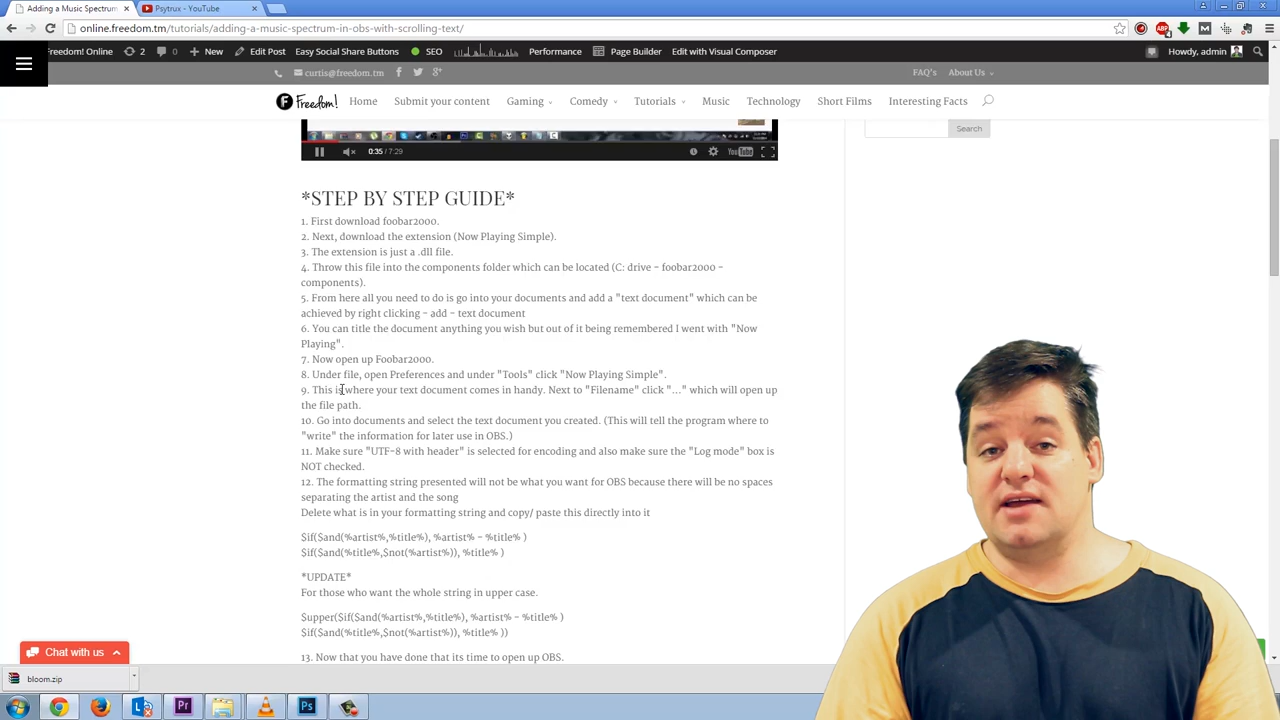 Adding a Music Spectrum
Psytrux - YouTube
online.freedom.tm/tutorials/adding-a-music-spectrum-in-obs-with-scrolling-text/
Freedom! Online 2 0 New Edit Post Easy Social Share Buttons SEO Performance Page Builder Edit with Visual Composer Howdy, admin
curtis@freedom.tm FAQ's About Us
Freedom! Home Submit your content Gaming Comedy Tutorials Music Technology Short Films Interesting Facts
Search
0:35 / 7:29 YouTube
*STEP BY STEP GUIDE*
1. First download foobar2000.
2. Next, download the extension (Now Playing Simple).
3. The extension is just a .dll file.
4. Throw this file into the components folder which can be located (C: drive – foobar2000 –
components).
5. From here all you need to do is go into your documents and add a "text document" which can be
achieved by right clicking – add – text document
6. You can title the document anything you wish but out of it being remembered I went with "Now
Playing".
7. Now open up Foobar2000.
8. Under file, open Preferences and under "Tools" click "Now Playing Simple".
9. This is where your text document comes in handy. Next to "Filename" click "…" which will open up
the file path.
10. Go into documents and select the text document you created. (This will tell the program where to
"write" the information for later use in OBS.)
11. Make sure "UTF-8 with header" is selected for encoding and also make sure the "Log mode" box is
NOT checked.
12. The formatting string presented will not be what you want for OBS because there will be no spaces
separating the artist and the song
Delete what is in your formatting string and copy/ paste this directly into it
$if($and(%artist%,%title%), %artist% – %title% )
$if($and(%title%,$not(%artist%)), %title% )
*UPDATE*
For those who want the whole string in upper case.
$upper($if($and(%artist%,%title%), %artist% – %title% )
$if($and(%title%,$not(%artist%)), %title% ))
13. Now that you have done that its time to open up OBS.
Chat with us
bloom.zip